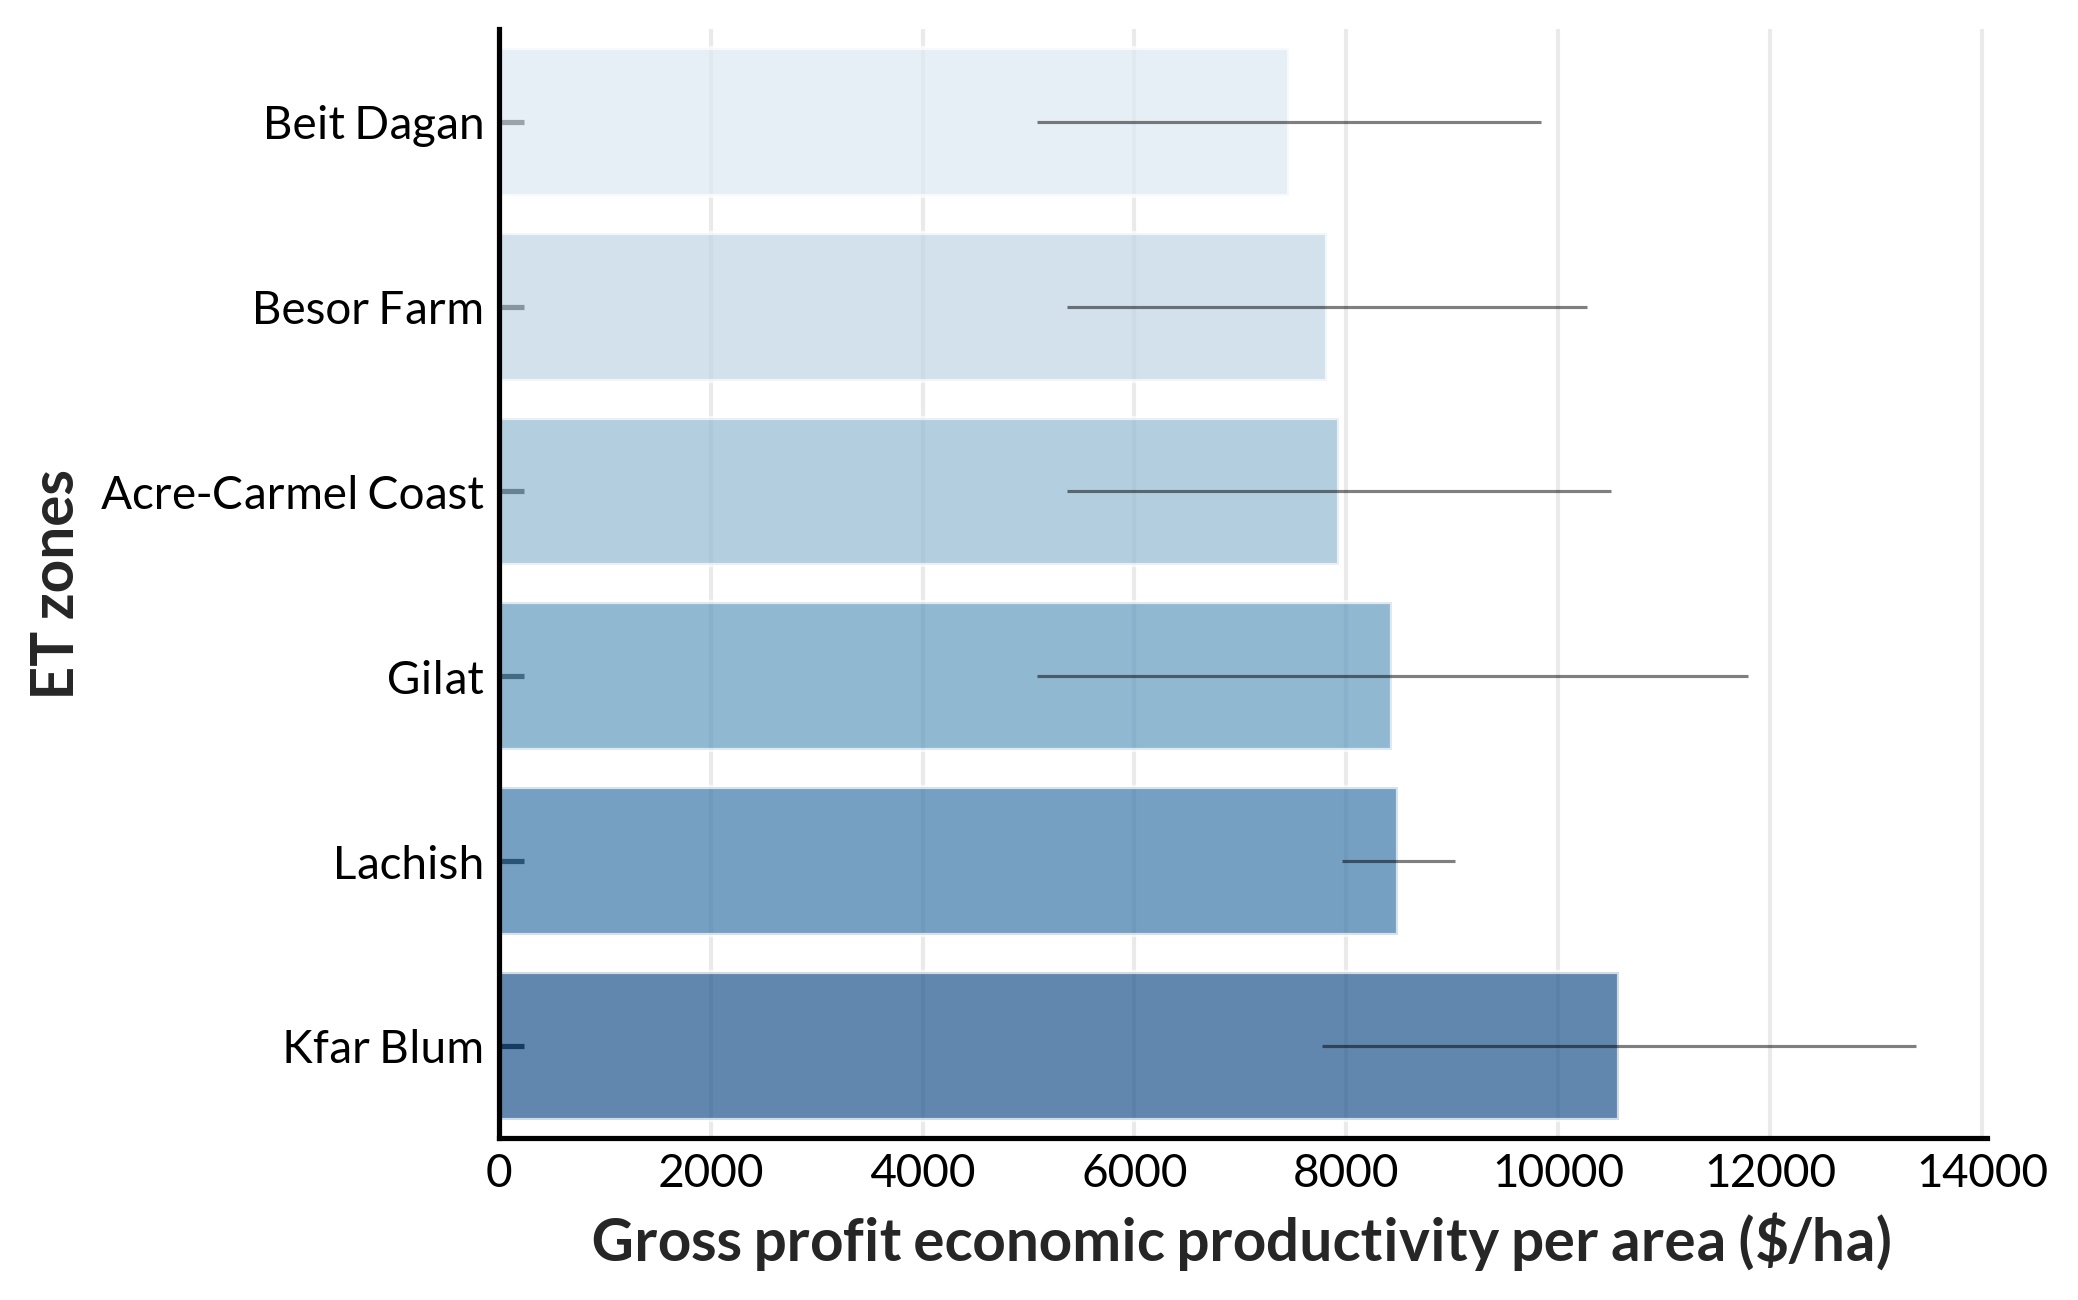 Beit Dagan
Besor Farm
Acre-Carmel Coast
Gilat
Lachish
Kfar Blum
ET zones
0 2000 4000 6000 8000 10000 12000 14000
Gross profit economic productivity per area ($/ha)